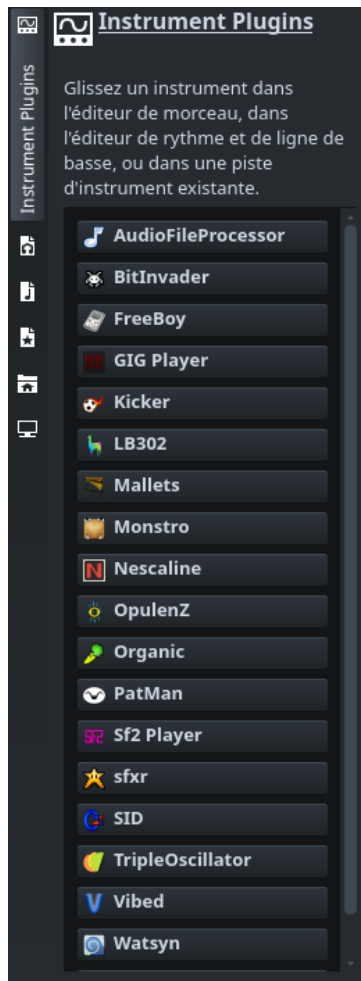 Instrument Plugins
Instrument Plugins
Glissez un instrument dans
l'éditeur de morceau, dans
l'éditeur de rythme et de ligne de
basse, ou dans une piste
d'instrument existante.
AudioFileProcessor
BitInvader
FreeBoy
GIG Player
Kicker
LB302
Mallets
Monstro
Nescaline
OpulenZ
Organic
PatMan
Sf2 Player
sfxr
SID
TripleOscillator
Vibed
Watsyn